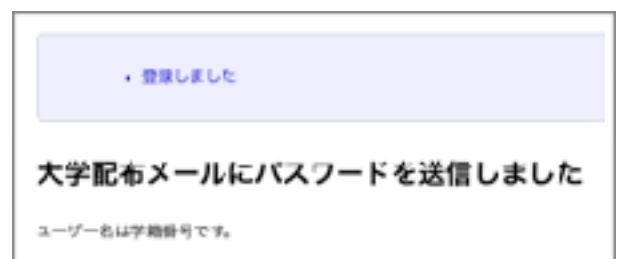 登録しました
大学配布メールにパスワードを送信しました
ユーザー名は学籍番号です。